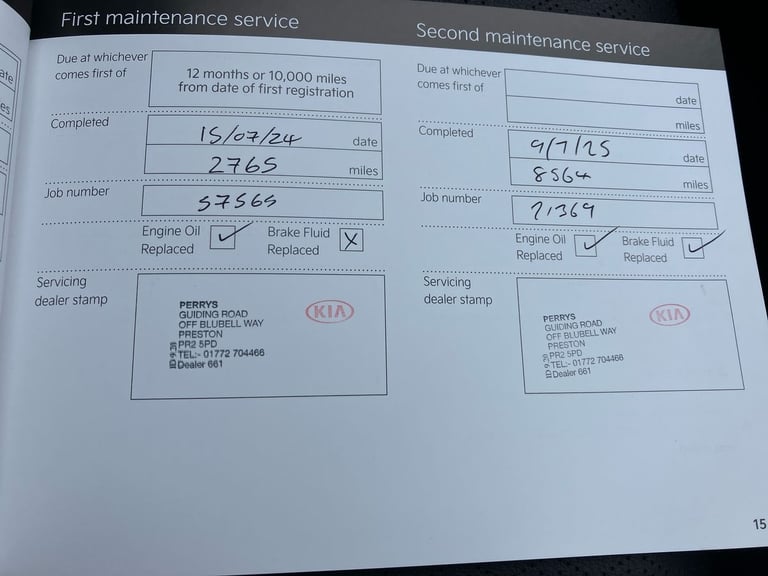 First maintenance service
Due at whichever
comes first of
12 months or 10,000 miles
from date of first registration
Completed
15/07/24 date
2765 miles
Job number
57565
Engine Oil
Replaced
Brake Fluid
Replaced
Servicing
dealer stamp
PERRYS
GUIDING ROAD
OFF BLUBELL WAY
PRESTON
PR2 5PD
TEL:- 01772 704466
Dealer 661
KIA
Second maintenance service
Due at whichever
comes first of
date
miles
Completed
9/7/25 date
8564 miles
Job number
71369
Engine Oil
Replaced
Brake Fluid
Replaced
Servicing
dealer stamp
PERRYS
GUIDING ROAD
OFF BLUBELL WAY
PRESTON
PR2 5PD
TEL:- 01772 704466
Dealer 661
KIA
15